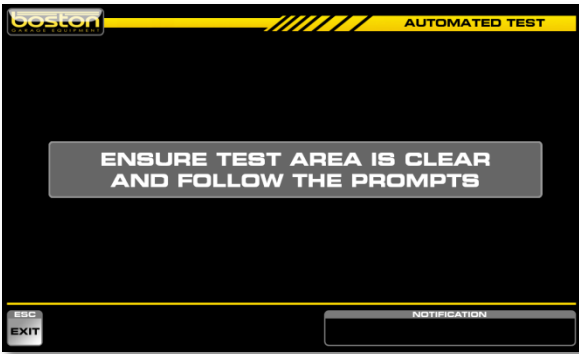 boston
GARAGE EQUIPMENT
AUTOMATED TEST
ENSURE TEST AREA IS CLEAR
AND FOLLOW THE PROMPTS
ESC
EXIT
NOTIFICATION